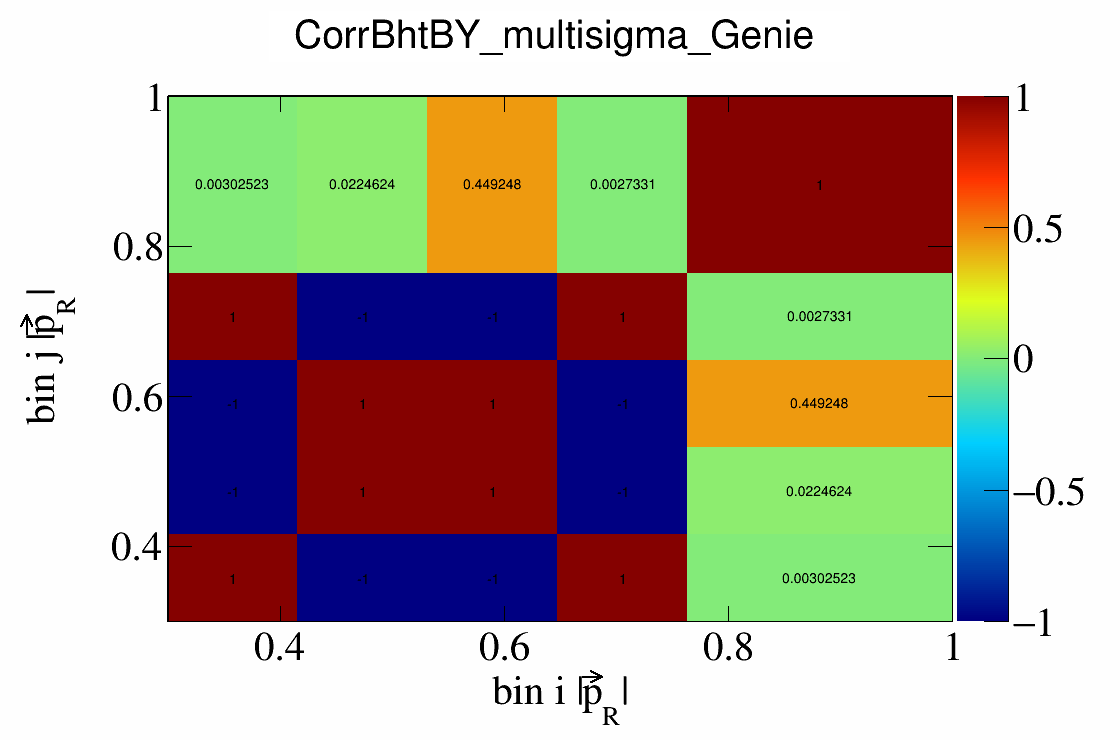 CorrBhtBY_multisigma_Genie
1
0.8
0.6
0.4
bin j |p⃗_R|
0.00302523 0.0224624 0.449248 0.0027331 1
1 -1 -1 1 0.0027331
-1 1 1 -1 0.449248
-1 1 1 -1 0.0224624
1 -1 -1 1 0.00302523
0.4 0.6 0.8 1
bin i |p⃗_R|
1
0.5
0
−0.5
−1